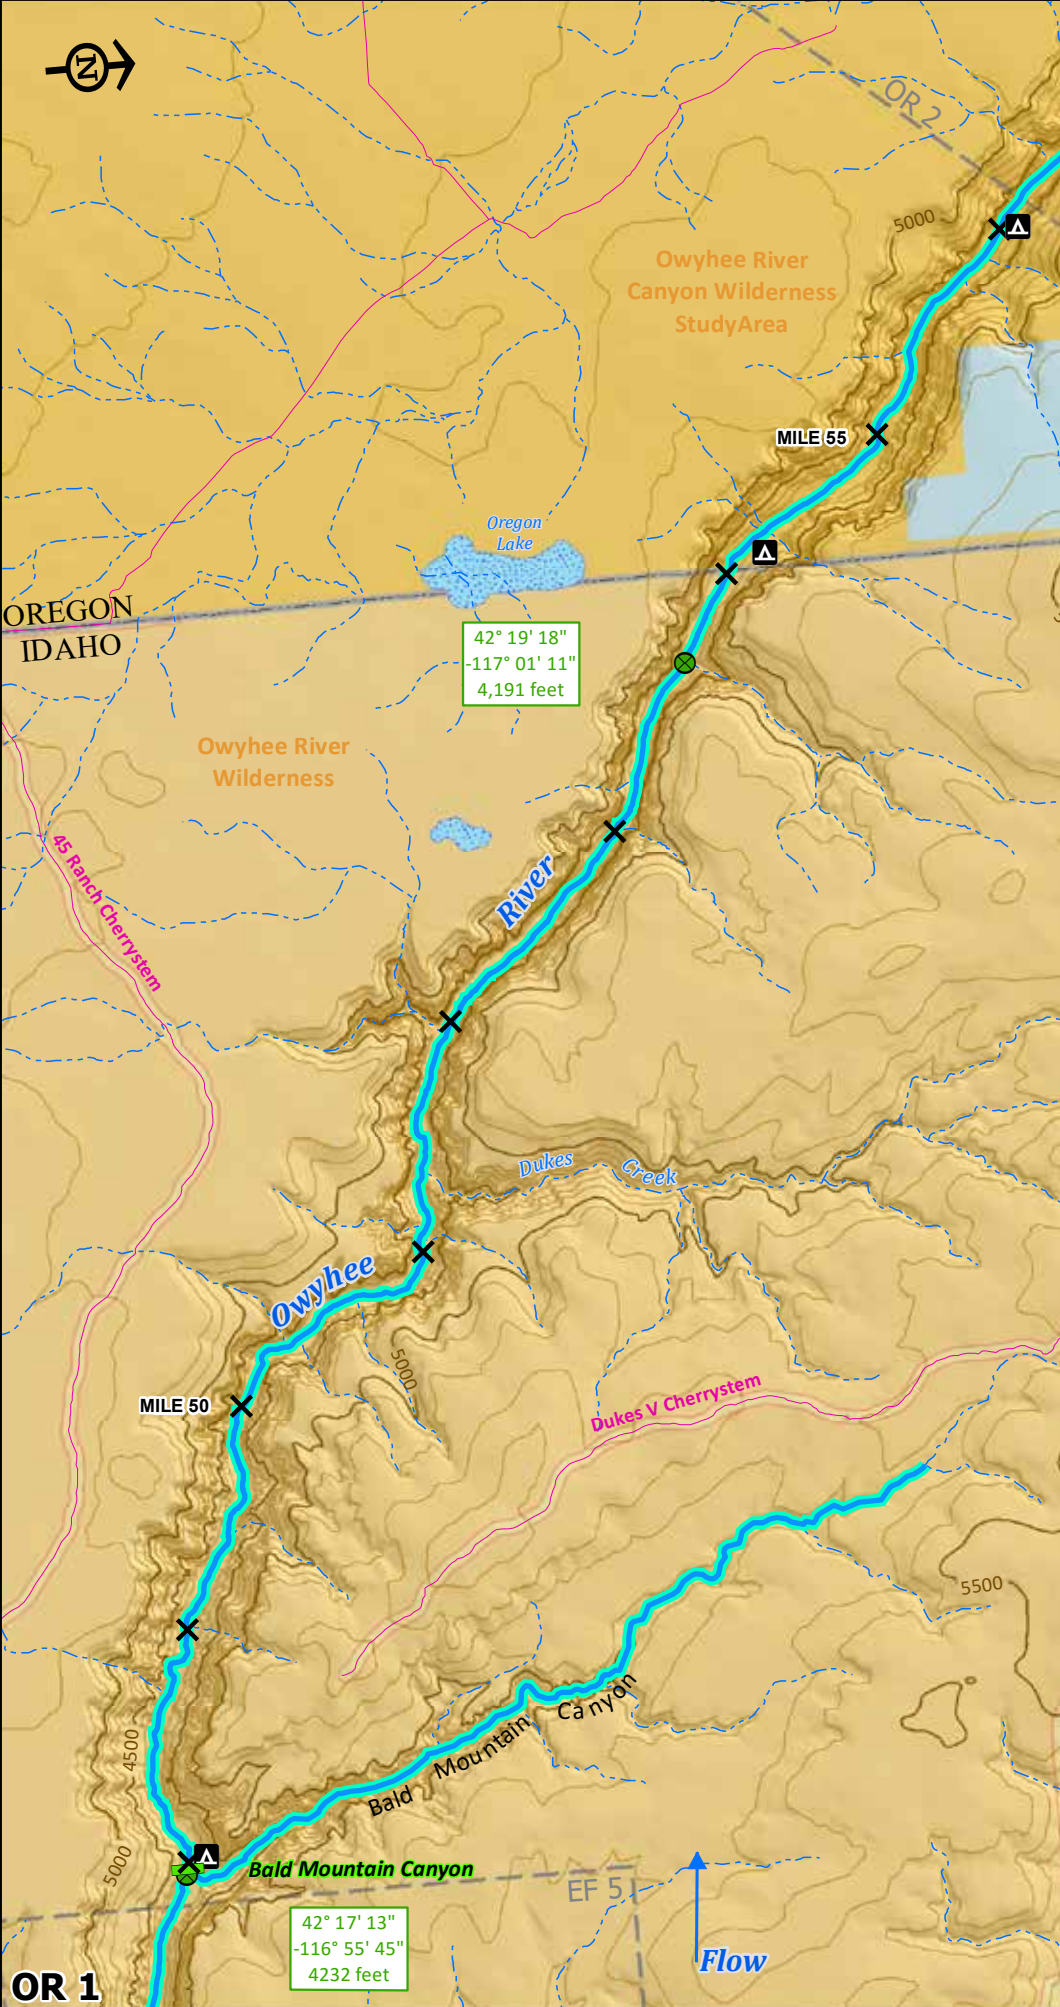 N
OR 2
5000
Owyhee River
Canyon Wilderness
StudyArea
MILE 55
Oregon
Lake
OREGON
IDAHO
42° 19' 18"
-117° 01' 11"
4,191 feet
Owyhee River
Wilderness
45 Ranch Cherrystem
River
Dukes Creek
Owyhee
5000
MILE 50
Dukes V Cherrystem
5500
Bald Mountain Canyon
4500
5000
Bald Mountain Canyon
EF 5
42° 17' 13"
-116° 55' 45"
4232 feet
Flow
OR 1